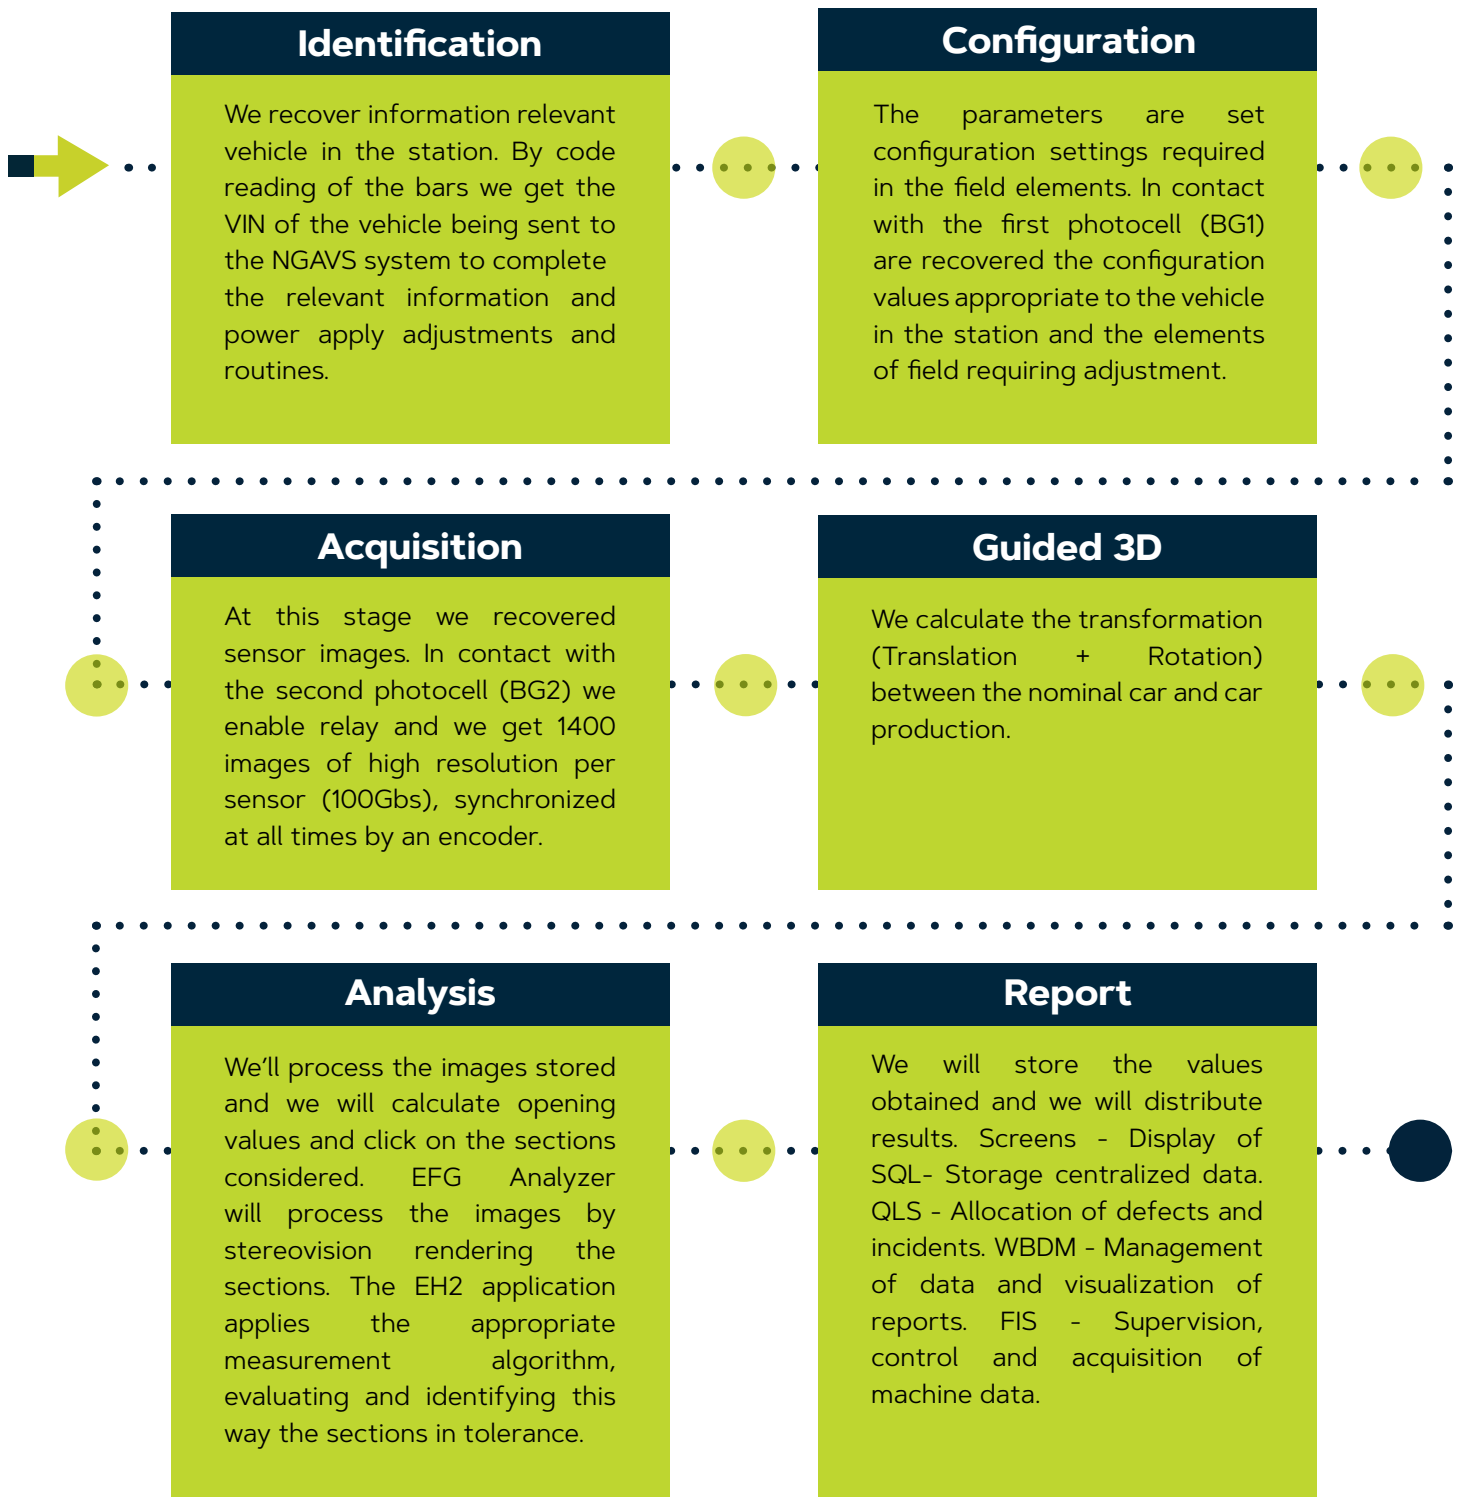 Identification
We recover information relevant
vehicle in the station. By code
reading of the bars we get the
VIN of the vehicle being sent to
the NGAVS system to complete
the relevant information and
power apply adjustments and
routines.
Configuration
The parameters are set
configuration settings required
in the field elements. In contact
with the first photocell (BG1)
are recovered the configuration
values appropriate to the vehicle
in the station and the elements
of field requiring adjustment.
Acquisition
At this stage we recovered
sensor images. In contact with
the second photocell (BG2) we
enable relay and we get 1400
images of high resolution per
sensor (100Gbs), synchronized
at all times by an encoder.
Guided 3D
We calculate the transformation
(Translation + Rotation)
between the nominal car and car
production.
Analysis
We'll process the images stored
and we will calculate opening
values and click on the sections
considered. EFG Analyzer
will process the images by
stereovision rendering the
sections. The EH2 application
applies the appropriate
measurement algorithm,
evaluating and identifying this
way the sections in tolerance.
Report
We will store the values
obtained and we will distribute
results. Screens - Display of
SQL- Storage centralized data.
QLS - Allocation of defects and
incidents. WBDM - Management
of data and visualization of
reports. FIS - Supervision,
control and acquisition of
machine data.